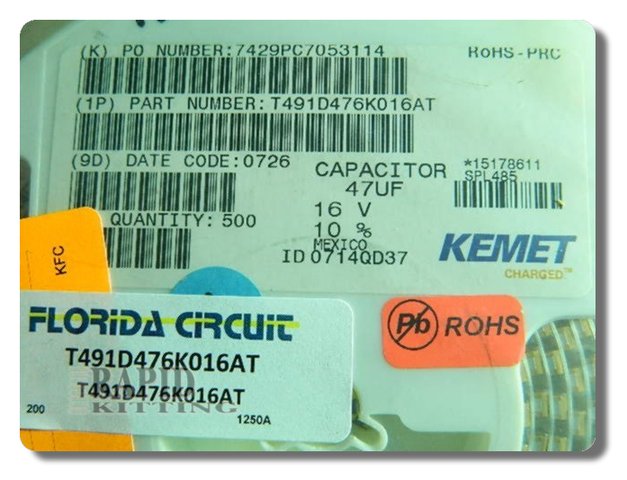 (K) PO NUMBER:7429PC7053114
RoHS-PRC
(1P) PART NUMBER:T491D476K016AT
(9D) DATE CODE:0726
CAPACITOR
*15178611
SPL485
47UF
QUANTITY:500
16 V
10 %
MEXICO
ID 0714QD37
KEMET
CHARGED™
KFC
FLORIDA CIRCUIT
T491D476K016AT
T491D476K016AT
RAPID
KITTING
200
1250A
Pb ROHS